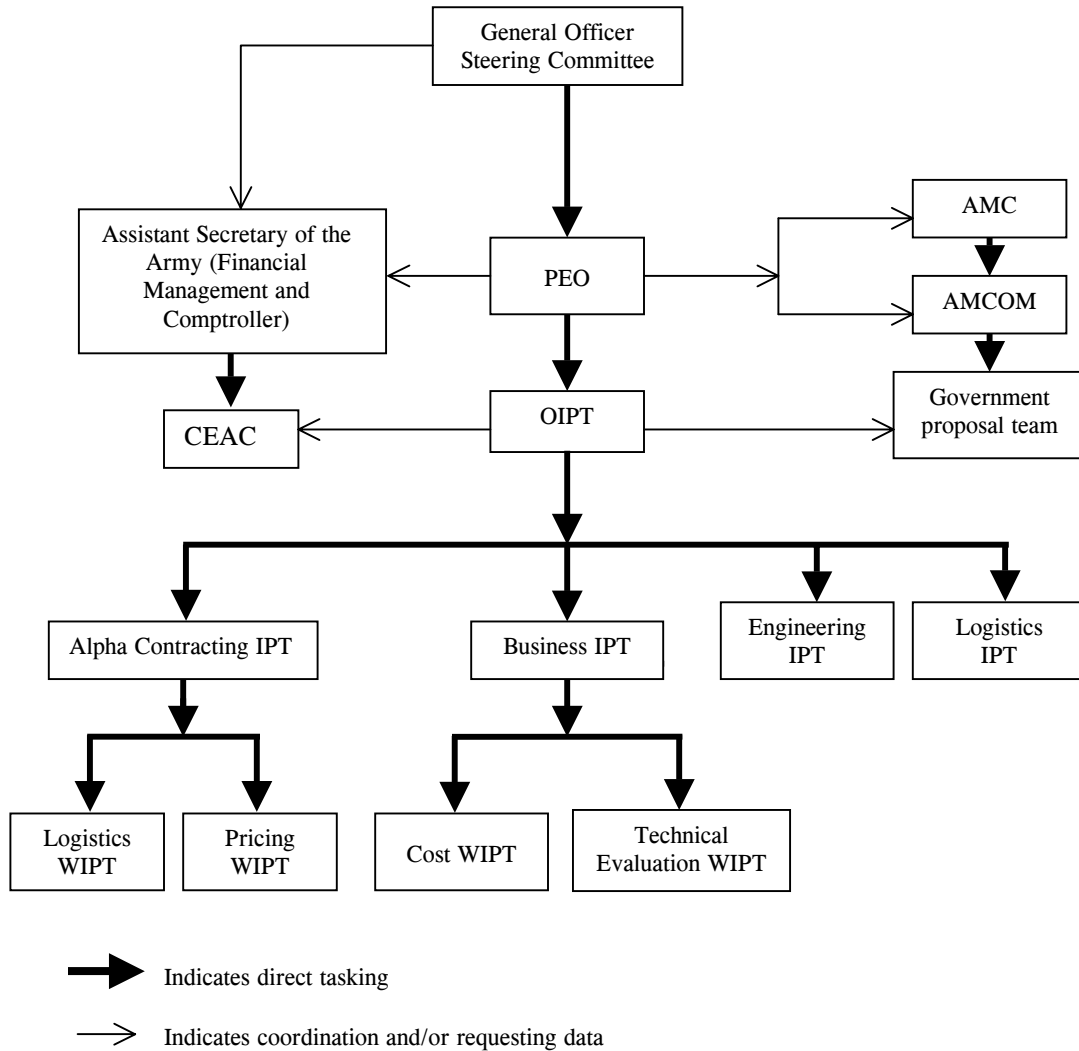 General Officer
Steering Committee
Assistant Secretary of the
Army (Financial
Management and
Comptroller)
PEO
AMC
AMCOM
CEAC
OIPT
Government
proposal team
Alpha Contracting IPT
Business IPT
Engineering
IPT
Logistics
IPT
Logistics
WIPT
Pricing
WIPT
Cost WIPT
Technical
Evaluation WIPT
Indicates direct tasking
Indicates coordination and/or requesting data